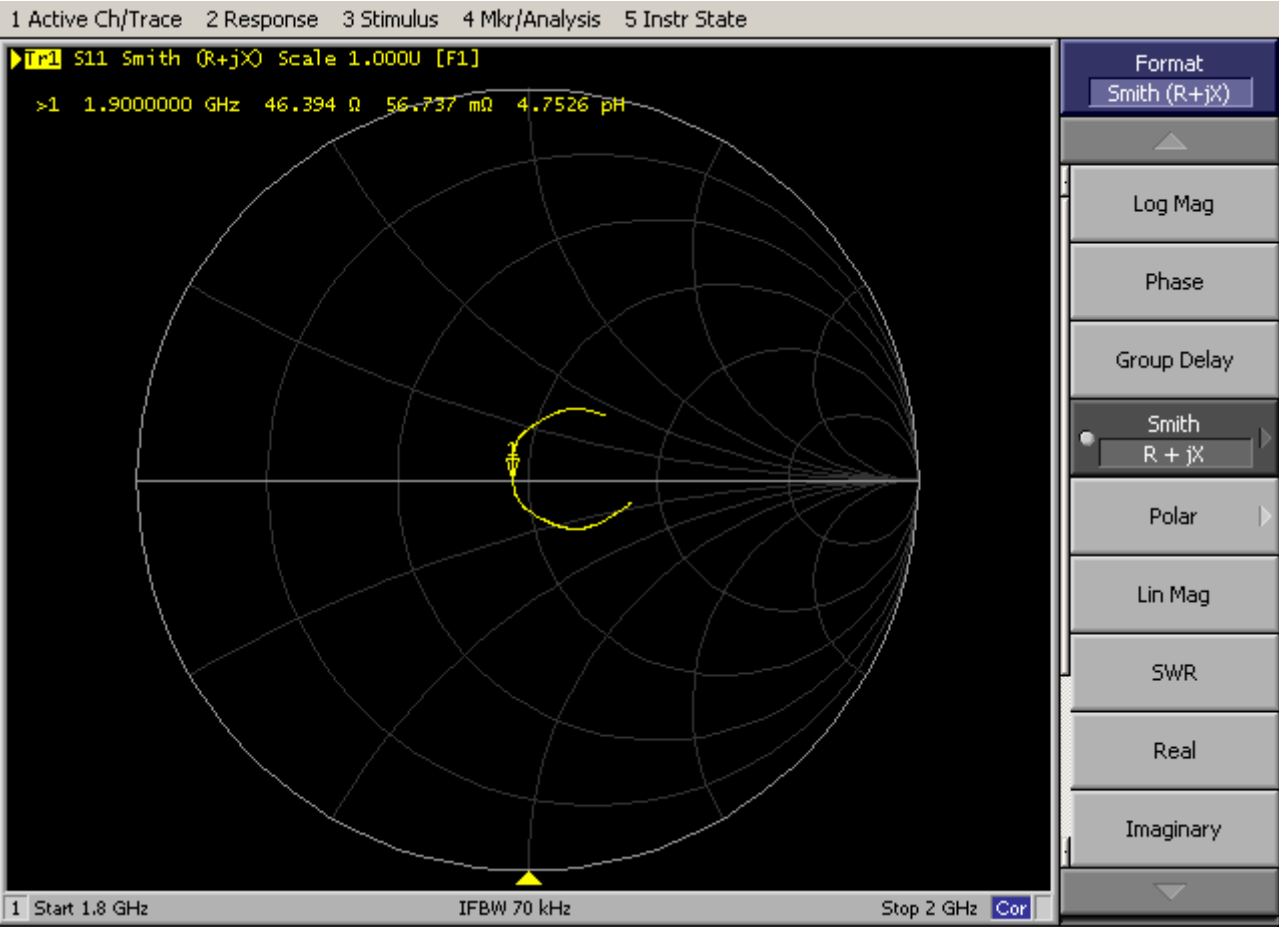 1 Active Ch/Trace 2 Response 3 Stimulus 4 Mkr/Analysis 5 Instr State
Tr1 S11 Smith (R+jX) Scale 1.000U [F1]
>1 1.9000000 GHz 46.394 Ω 56.737 mΩ 4.7526 pH
1
Format
Smith (R+jX)
Log Mag
Phase
Group Delay
Smith
R + jX
Polar
Lin Mag
SWR
Real
Imaginary
1 Start 1.8 GHz IFBW 70 kHz Stop 2 GHz Cor